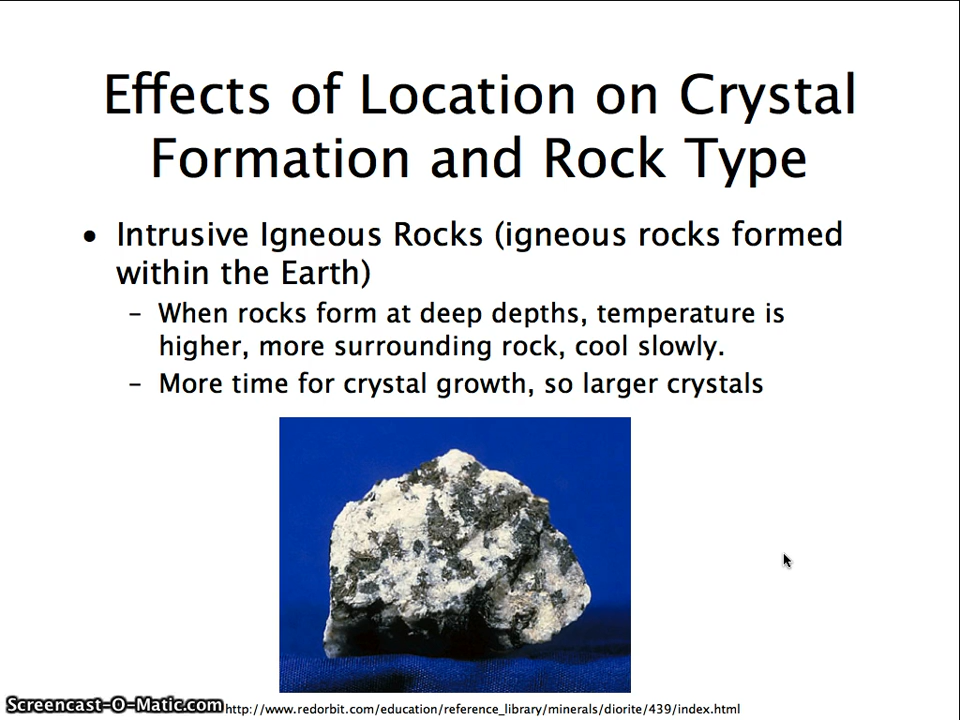 Effects of Location on Crystal
Formation and Rock Type
• Intrusive Igneous Rocks (igneous rocks formed
within the Earth)
– When rocks form at deep depths, temperature is
higher, more surrounding rock, cool slowly.
– More time for crystal growth, so larger crystals
Screencast-O-Matic.com
http://www.redorbit.com/education/reference_library/minerals/diorite/439/index.html